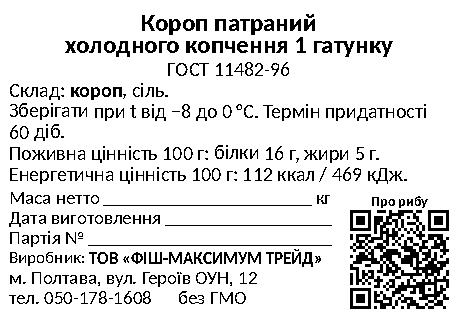 Короп патраний
холодного копчення 1 гатунку
ГОСТ 11482-96
Склад: короп, сіль.
Зберігати при t від −8 до 0 °С. Термін придатності
60 діб.
Поживна цінність 100 г: білки 16 г, жири 5 г.
Енергетична цінність 100 г: 112 ккал / 469 кДж.
Маса нетто ______________________ кг
Про рибу
Дата виготовлення __________________
Партія № __________________________
Виробник: ТОВ «ФІШ-МАКСИМУМ ТРЕЙД»
м. Полтава, вул. Героїв ОУН, 12
тел. 050-178-1608 без ГМО